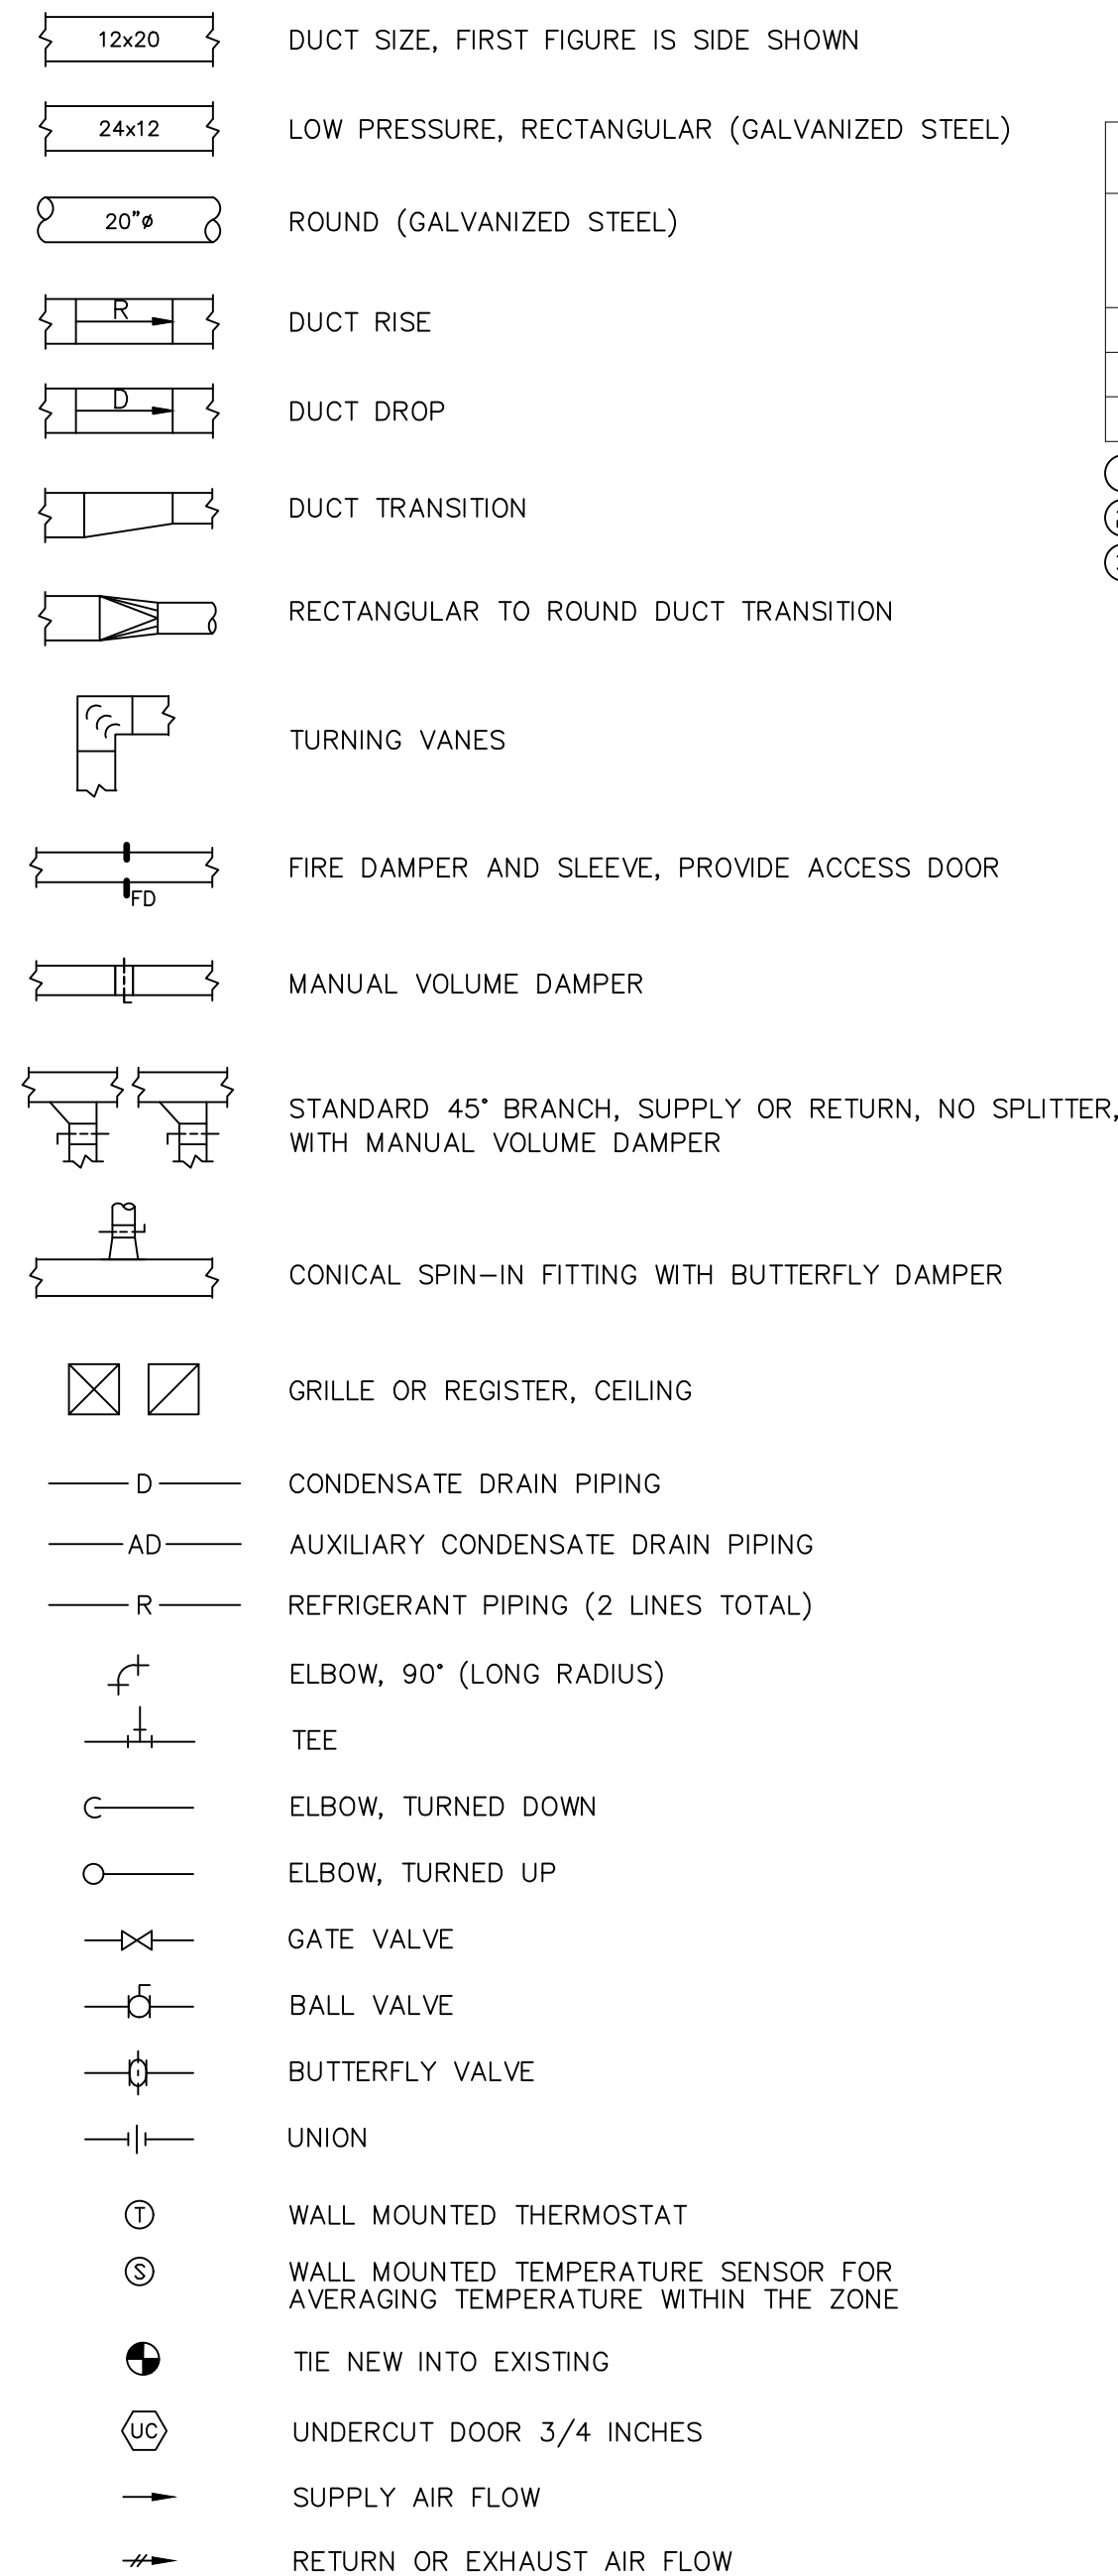 12x20 DUCT SIZE, FIRST FIGURE IS SIDE SHOWN
24x12 LOW PRESSURE, RECTANGULAR (GALVANIZED STEEL)
20"ø ROUND (GALVANIZED STEEL)
R DUCT RISE
D DUCT DROP
DUCT TRANSITION
RECTANGULAR TO ROUND DUCT TRANSITION
TURNING VANES
FIRE DAMPER AND SLEEVE, PROVIDE ACCESS DOOR
FD
MANUAL VOLUME DAMPER
STANDARD 45° BRANCH, SUPPLY OR RETURN, NO SPLITTER,
WITH MANUAL VOLUME DAMPER
CONICAL SPIN-IN FITTING WITH BUTTERFLY DAMPER
GRILLE OR REGISTER, CEILING
D CONDENSATE DRAIN PIPING
AD AUXILIARY CONDENSATE DRAIN PIPING
R REFRIGERANT PIPING (2 LINES TOTAL)
ELBOW, 90° (LONG RADIUS)
TEE
ELBOW, TURNED DOWN
ELBOW, TURNED UP
GATE VALVE
BALL VALVE
BUTTERFLY VALVE
UNION
T WALL MOUNTED THERMOSTAT
S WALL MOUNTED TEMPERATURE SENSOR FOR
AVERAGING TEMPERATURE WITHIN THE ZONE
TIE NEW INTO EXISTING
UC UNDERCUT DOOR 3/4 INCHES
SUPPLY AIR FLOW
RETURN OR EXHAUST AIR FLOW